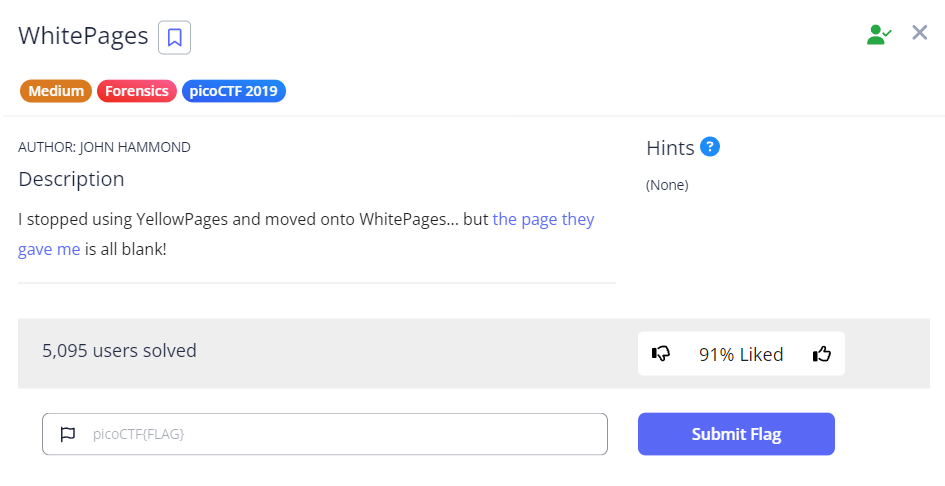 WhitePages
Medium Forensics picoCTF 2019
AUTHOR: JOHN HAMMOND
Description
I stopped using YellowPages and moved onto WhitePages... but the page they
gave me is all blank!
Hints ?
(None)
5,095 users solved
91% Liked
picoCTF{FLAG}
Submit Flag